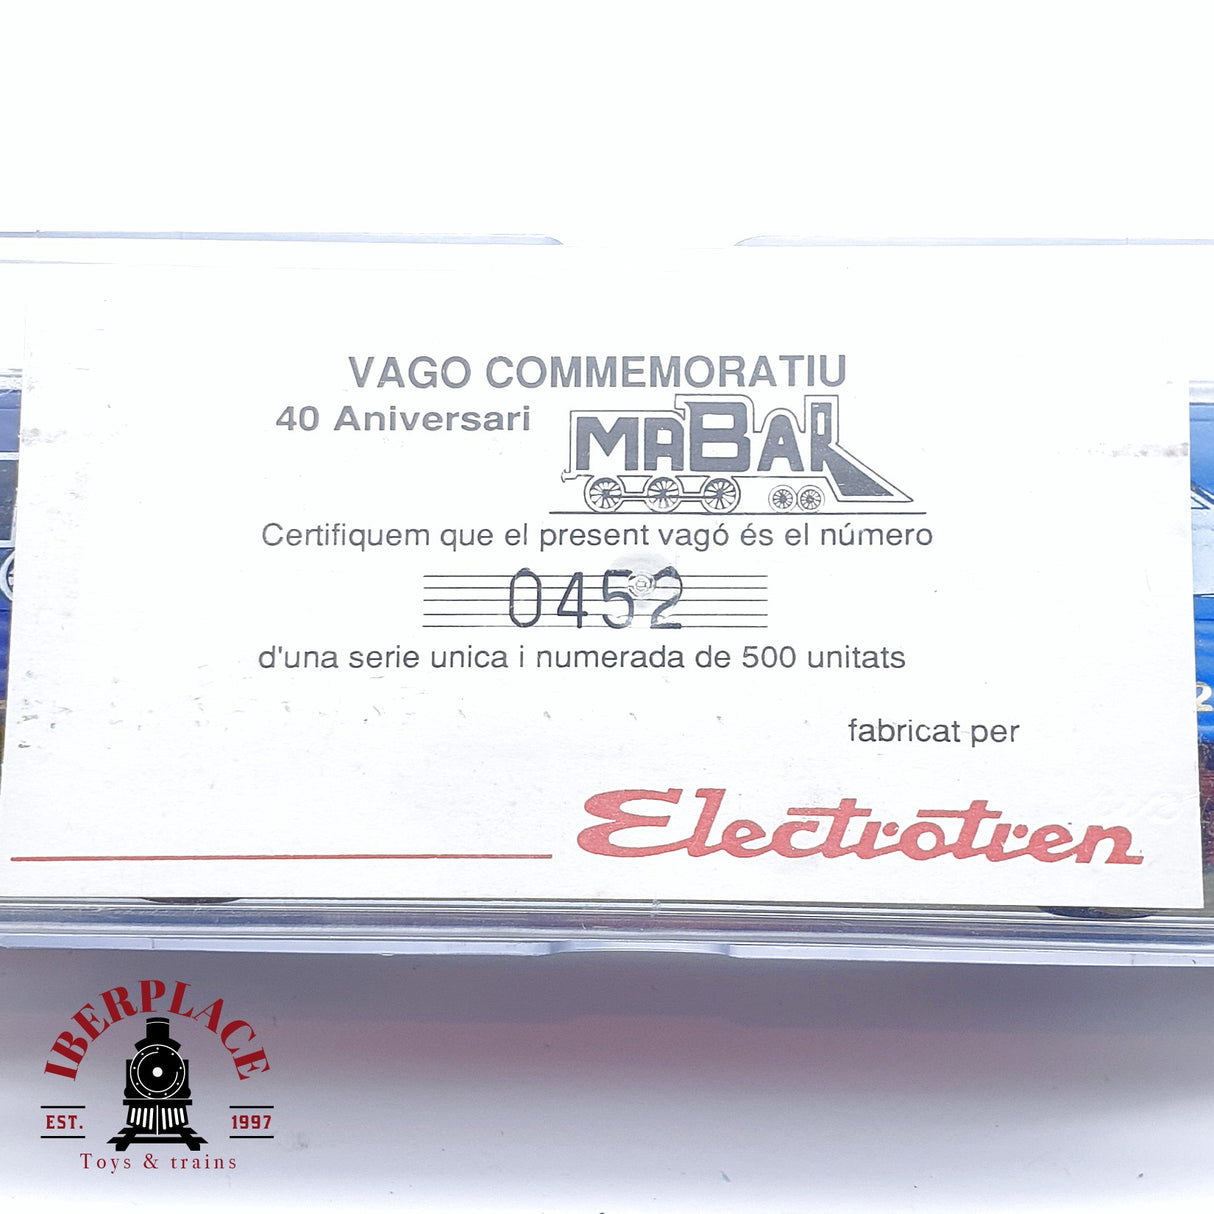 VAGO COMMEMORATIU
40 Aniversari MABAR
Certifiquem que el present vagó és el número
0452
d'una serie unica i numerada de 500 unitats
fabricat per
Electrotren
2
IBERPLACE
EST. 1997
Toys & trains